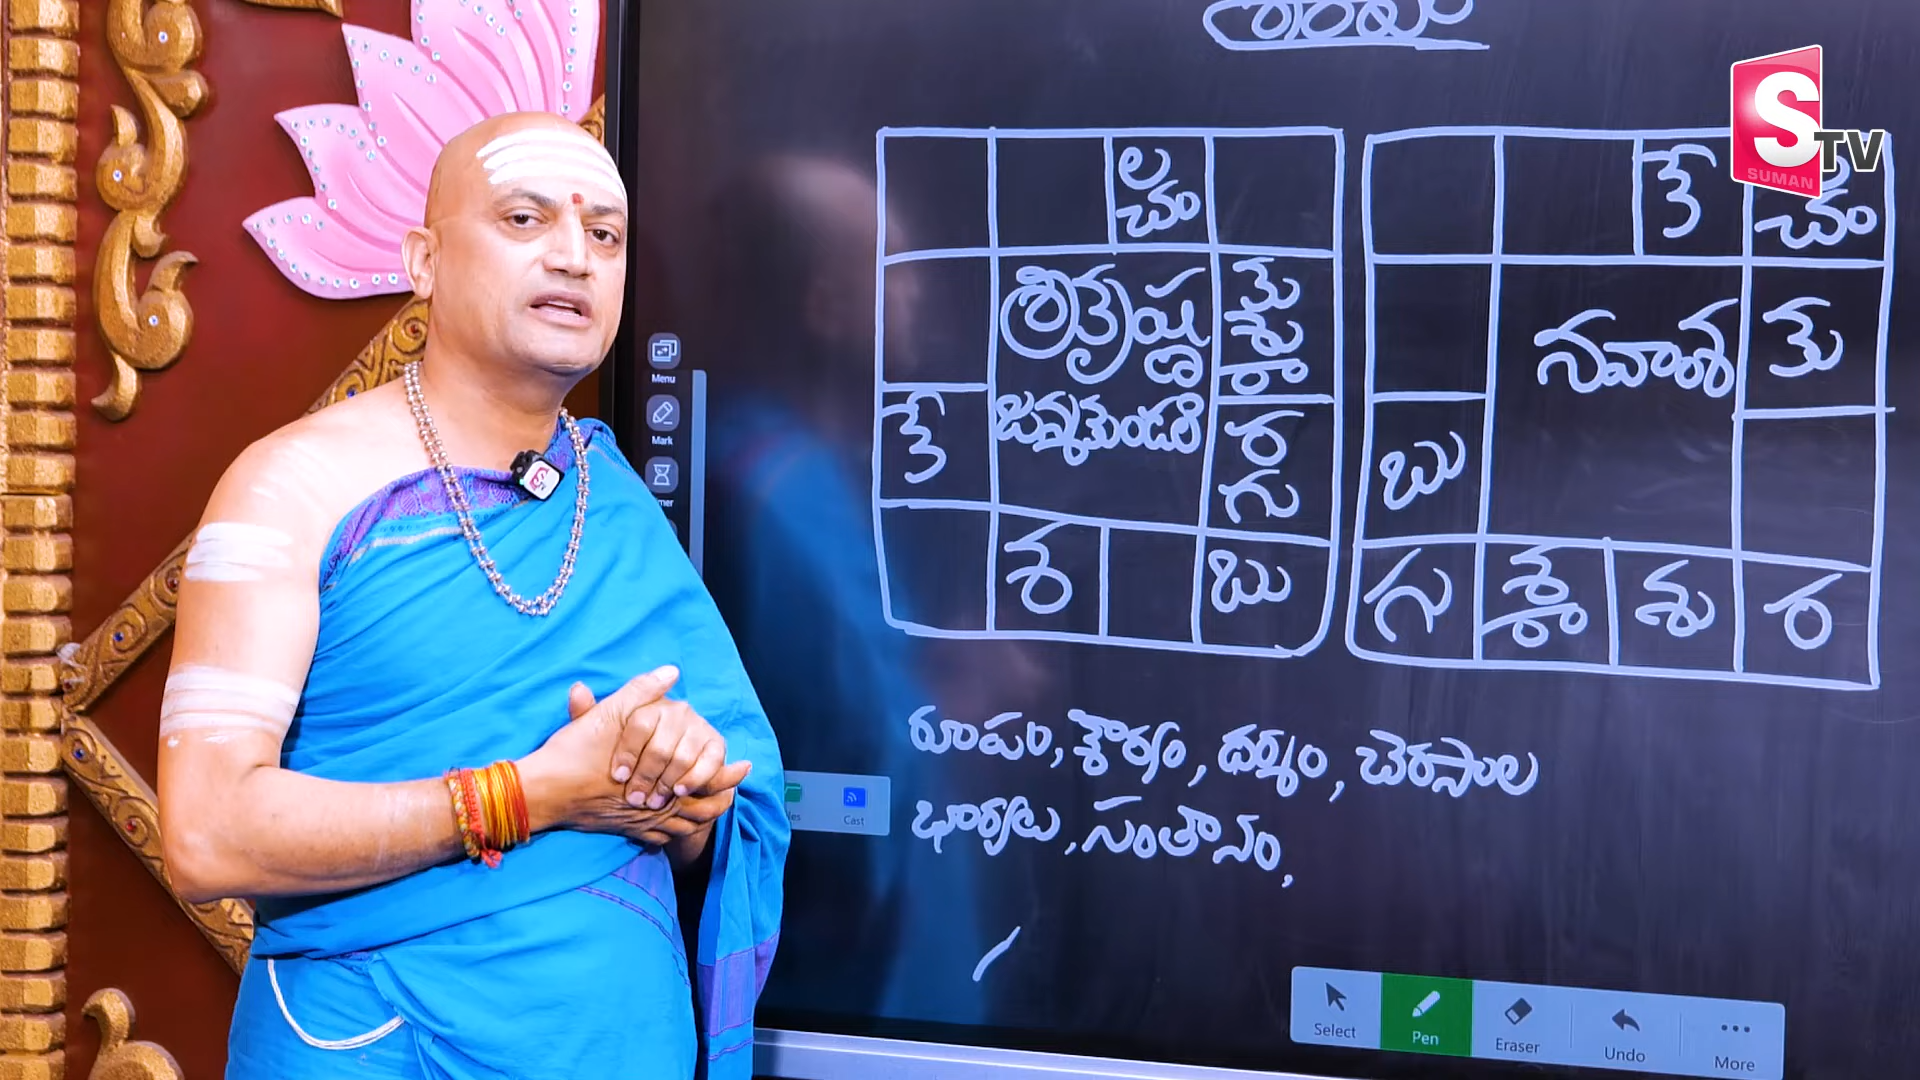 S
TV
SUMAN
ల
చం
శ్రీకృష్ణ
జన్మకుండలి
కు
శు
రా
కే
ర
గు
శ
బు
కే
చం
నవాంశ
కు
బు
గు
శ
రా
శు
ర
రూపం, శౌర్యం, ధర్మం, చెరసాల
భార్యలు, సంతానం,
Menu
Mark
Cast
Select
Pen
Eraser
Undo
More